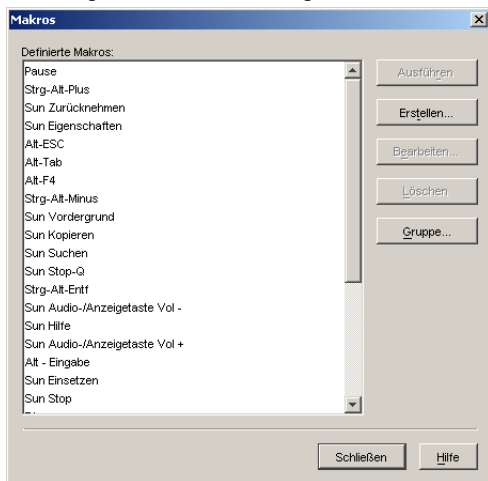 Makros
Definierte Makros:
Pause
Strg-Alt-Plus
Sun Zurücknehmen
Sun Eigenschaften
Alt-ESC
Alt-Tab
Alt-F4
Strg-Alt-Minus
Sun Vordergrund
Sun Kopieren
Sun Suchen
Sun Stop-Q
Strg-Alt-Entf
Sun Audio-/Anzeigetaste Vol -
Sun Hilfe
Sun Audio-/Anzeigetaste Vol +
Alt - Eingabe
Sun Einsetzen
Sun Stop
Ausführen
Erstellen...
Bearbeiten...
Löschen
Gruppe...
Schließen
Hilfe